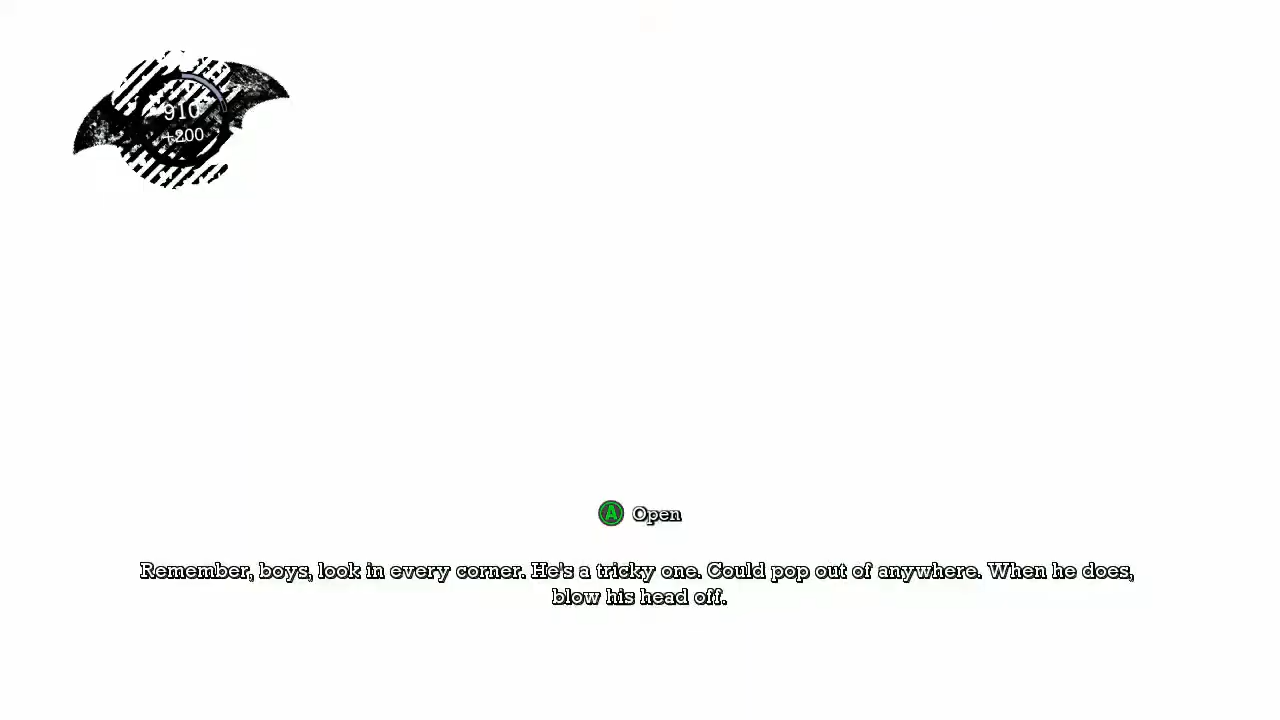 910
+200
A Open
Remember, boys, look in every corner. He's a tricky one. Could pop out of anywhere. When he does,
blow his head off.